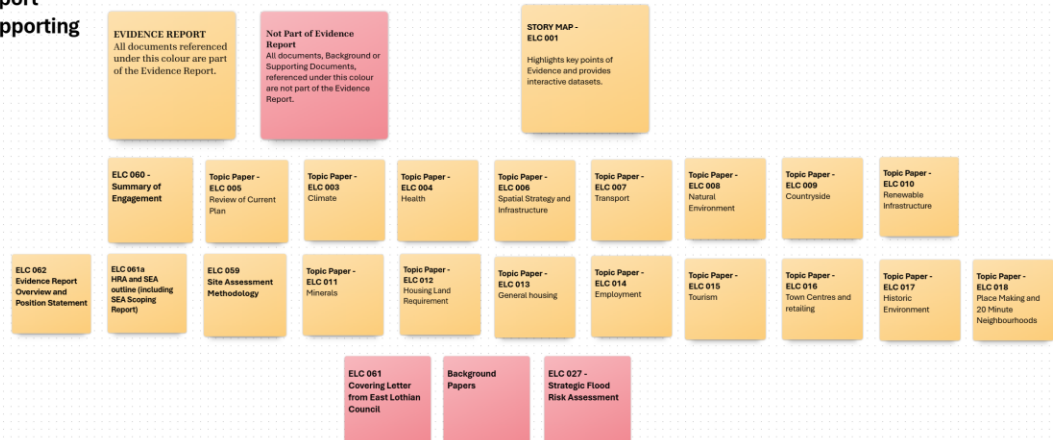 pporting
EVIDENCE REPORT
All documents referenced
under this colour are part
of the Evidence Report.
Not Part of Evidence
Report
All documents, Background or
Supporting Documents,
referenced under this colour
are not part of the Evidence
Report.
STORY MAP -
ELC 001
Highlights key points of
Evidence and provides
interactive datasets.
ELC 060 -
Summary of
Engagement
Topic Paper -
ELC 005
Review of Current
Plan
Topic Paper -
ELC 003
Climate
Topic Paper -
ELC 004
Health
Topic Paper -
ELC 006
Spatial Strategy and
Infrastructure
Topic Paper -
ELC 007
Transport
Topic Paper -
ELC 008
Natural
Environment
Topic Paper -
ELC 009
Countryside
Topic Paper -
ELC 010
Renewable
Infrastructure
ELC 062
Evidence Report
Overview and
Position Statement
ELC 061a
HRA and SEA
outline (including
SEA Scoping
Report)
ELC 059
Site Assessment
Methodology
Topic Paper -
ELC 011
Minerals
Topic Paper -
ELC 012
Housing Land
Requirement
Topic Paper -
ELC 013
General housing
Topic Paper -
ELC 014
Employment
Topic Paper -
ELC 015
Tourism
Topic Paper -
ELC 016
Town Centres and
retailing
Topic Paper -
ELC 017
Historic
Environment
Topic Paper -
ELC 018
Place Making and
20 Minute
Neighbourhoods
ELC 061
Covering Letter
from East Lothian
Council
Background
Papers
ELC 027 -
Strategic Flood
Risk Assessment